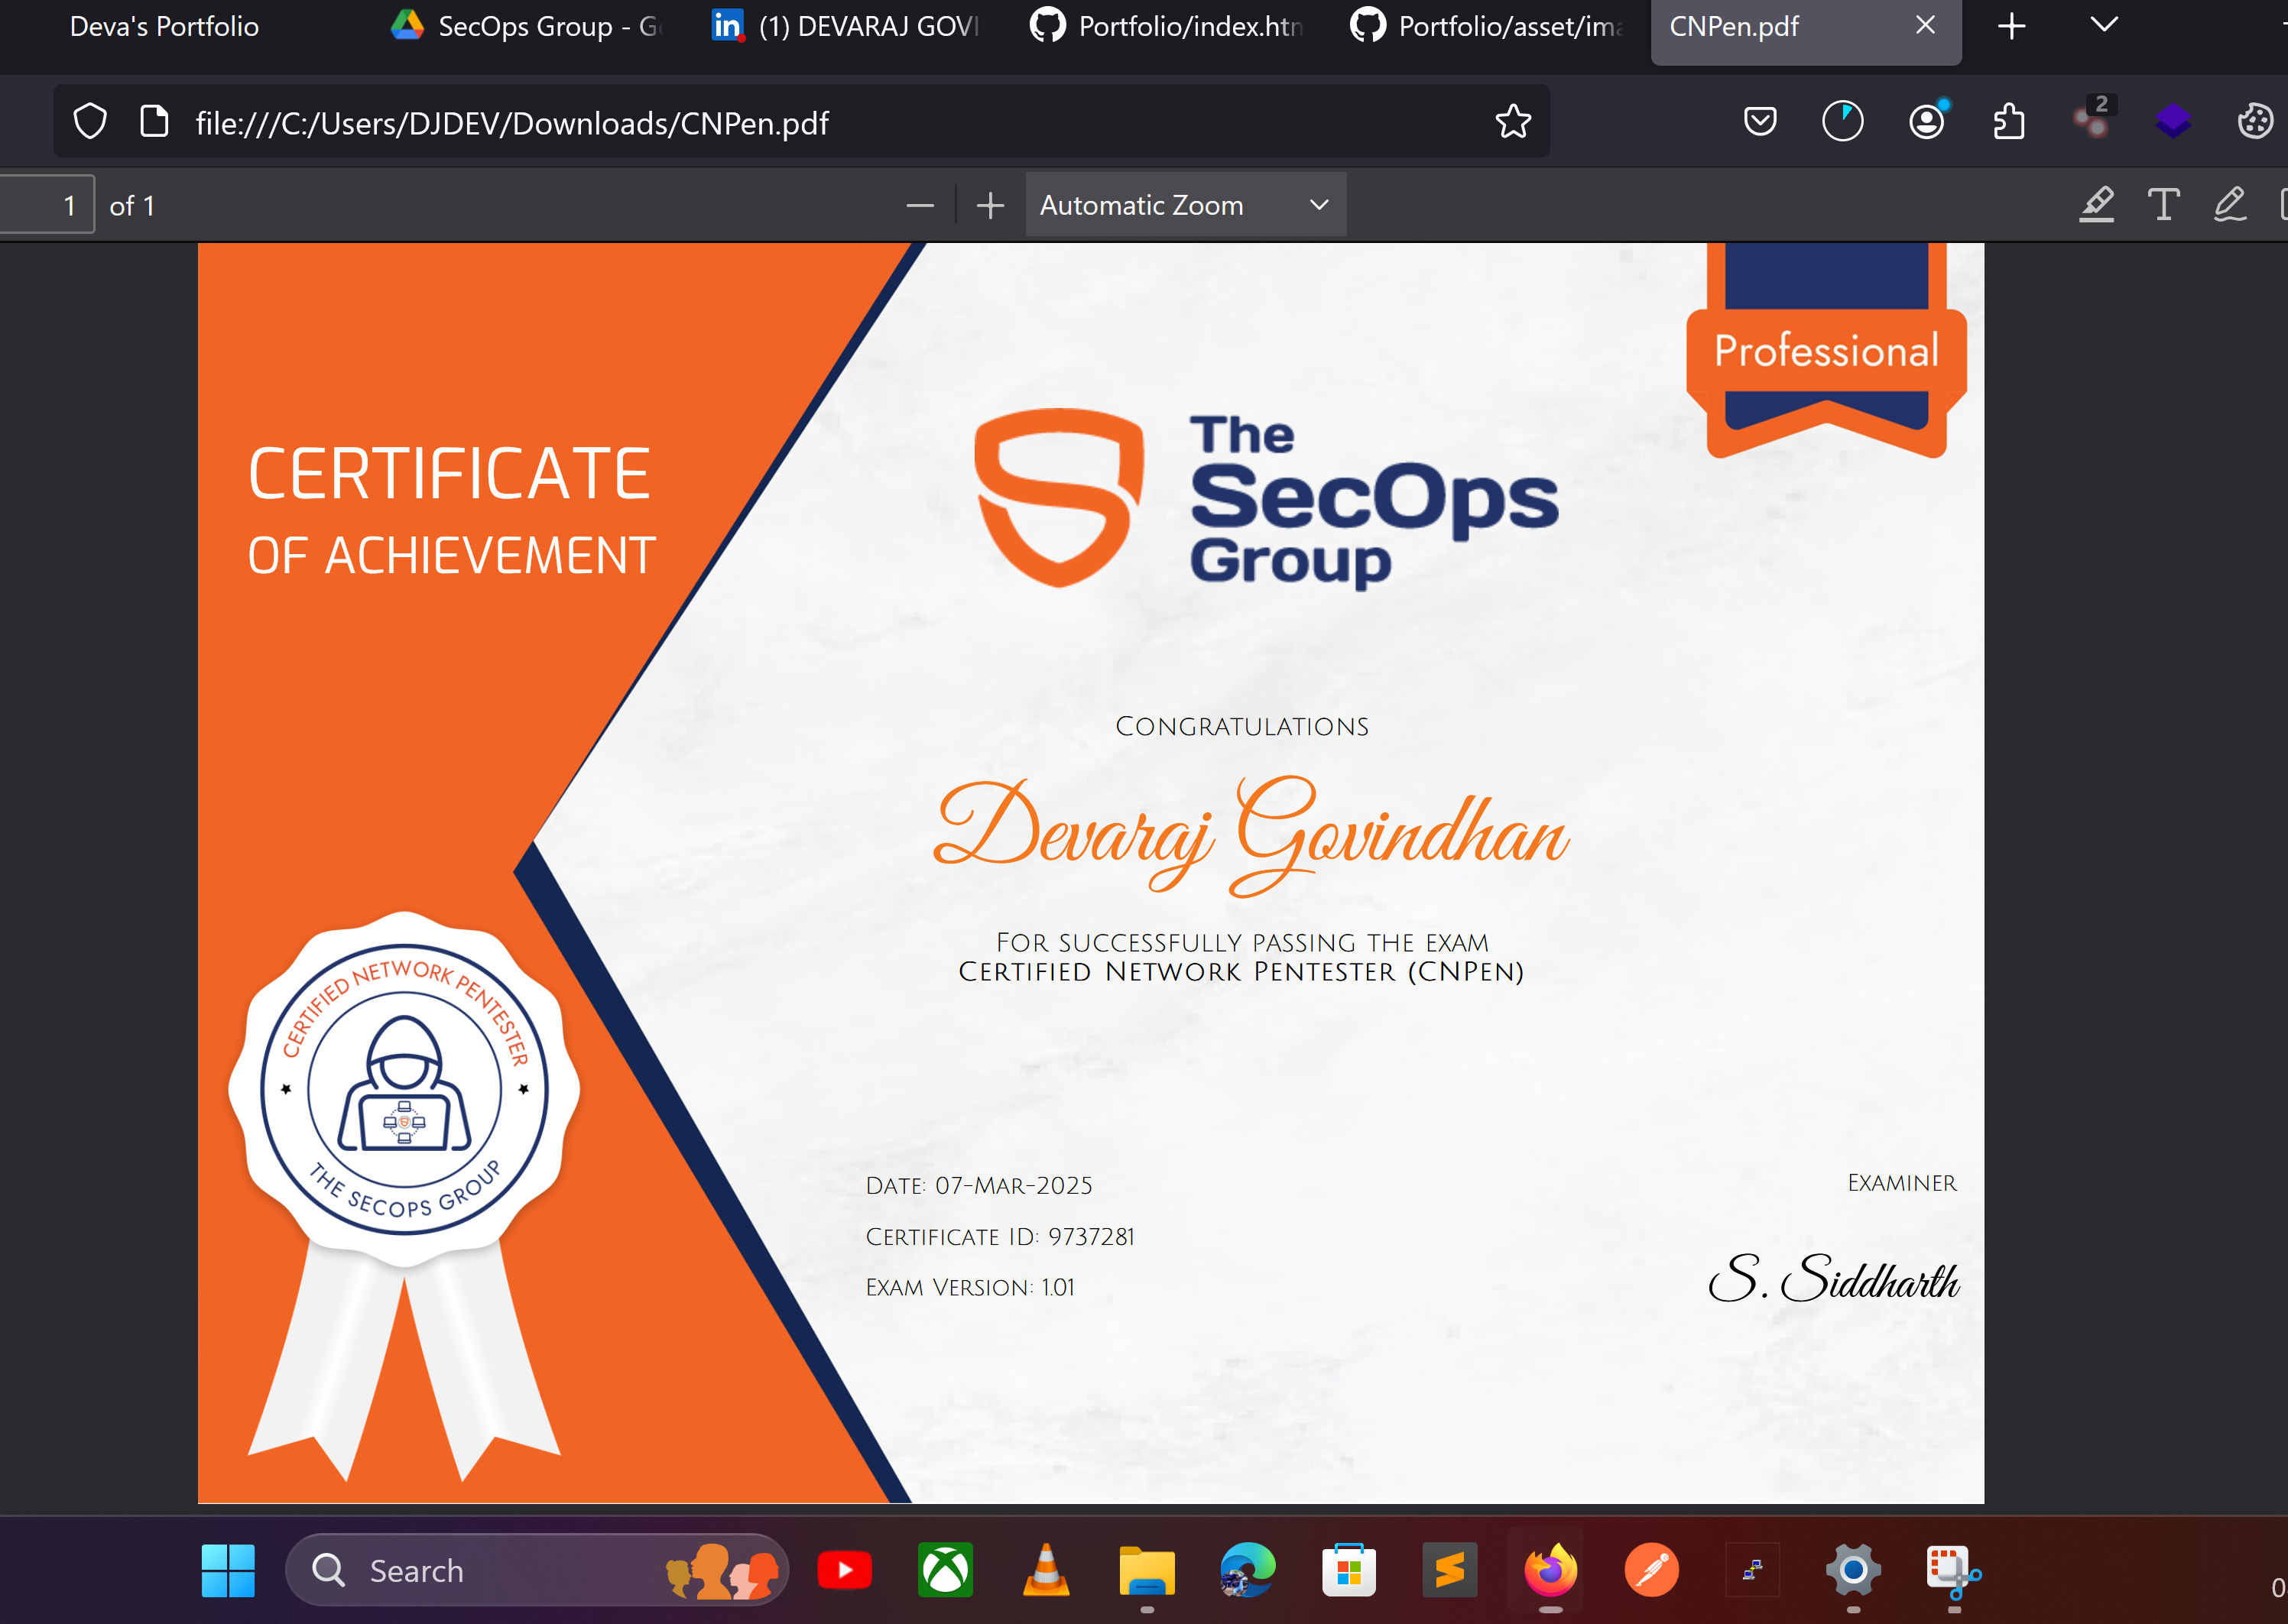 Deva's Portfolio
SecOps Group - Go
(1) DEVARAJ GOVI
Portfolio/index.htm
Portfolio/asset/ima
CNPen.pdf
file:///C:/Users/DJDEV/Downloads/CNPen.pdf
2
1 of 1
Automatic Zoom
Professional
The
SecOps
Group
CERTIFICATE
OF ACHIEVEMENT
Congratulations
Devaraj Govindhan
For successfully passing the exam
Certified Network Pentester (CNPen)
CERTIFIED NETWORK PENTESTER
THE SECOPS GROUP
Date: 07-Mar-2025
Certificate ID: 9737281
Exam Version: 1.01
Examiner
S. Siddharth
Search